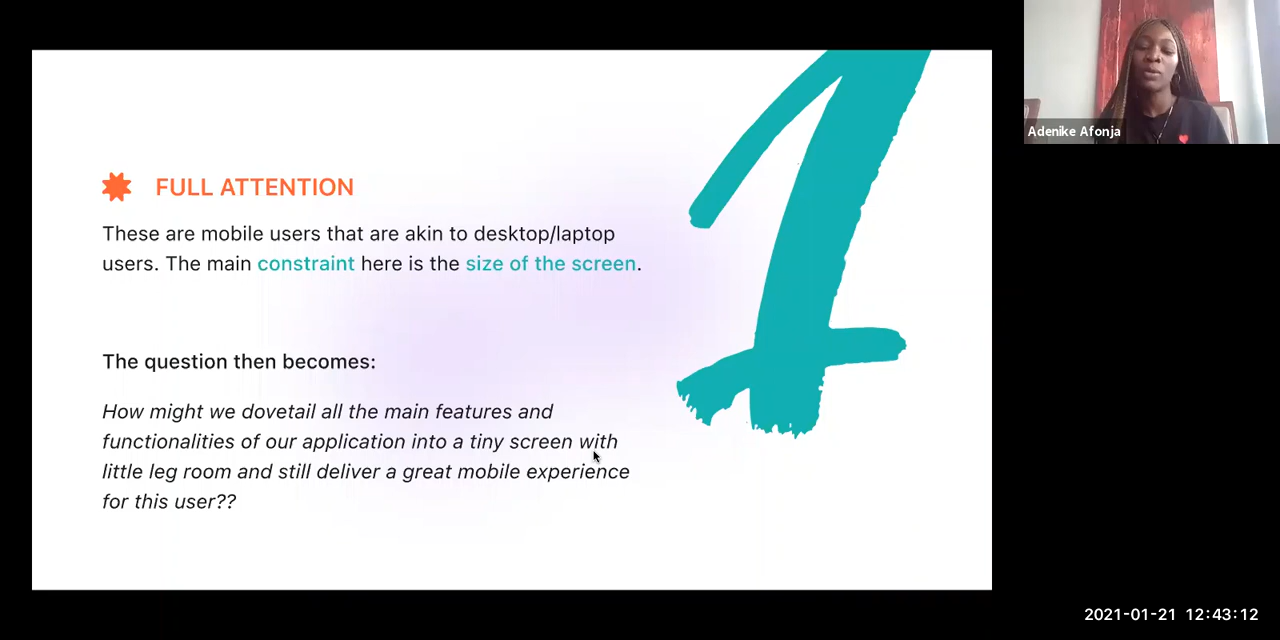 FULL ATTENTION
These are mobile users that are akin to desktop/laptop
users. The main constraint here is the size of the screen.
The question then becomes:
How might we dovetail all the main features and
functionalities of our application into a tiny screen with
little leg room and still deliver a great mobile experience
for this user??
1
Adenike Afonja
2021-01-21 12:43:12